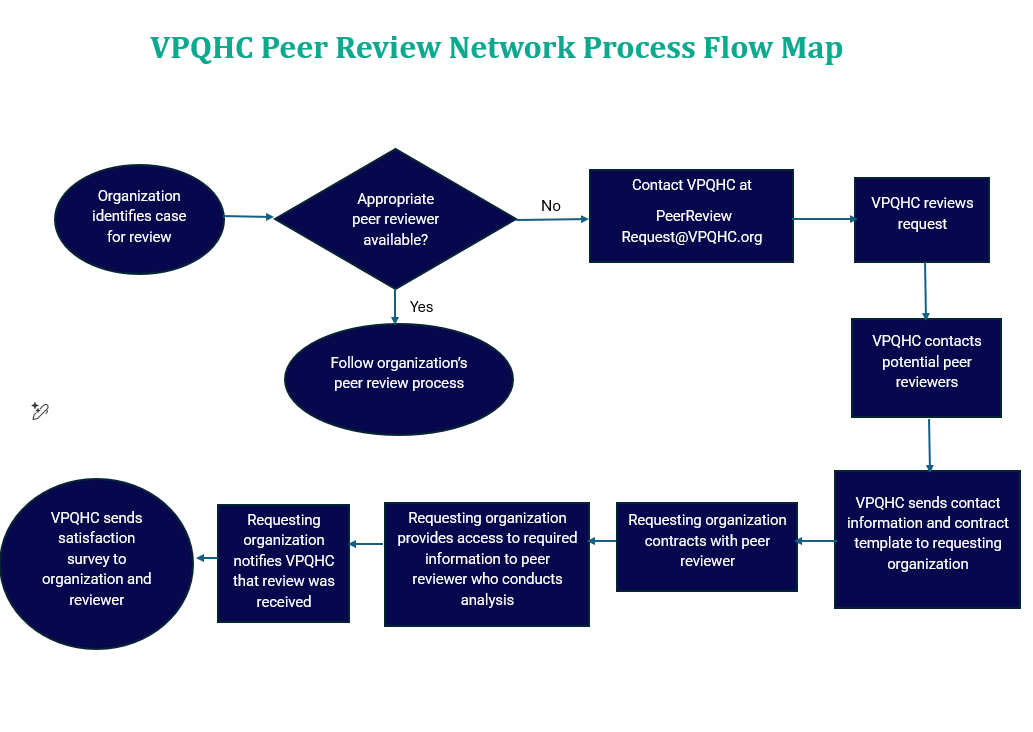 VPQHC Peer Review Network Process Flow Map
Organization
identifies case
for review
Appropriate
peer reviewer
available?
No
Contact VPQHC at
PeerReview
Request@VPQHC.org
VPQHC reviews
request
Yes
Follow organization's
peer review process
VPQHC contacts
potential peer
reviewers
VPQHC sends contact
information and contract
template to requesting
organization
Requesting organization
contracts with peer
reviewer
Requesting organization
provides access to required
information to peer
reviewer who conducts
analysis
Requesting
organization
notifies VPQHC
that review was
received
VPQHC sends
satisfaction
survey to
organization and
reviewer